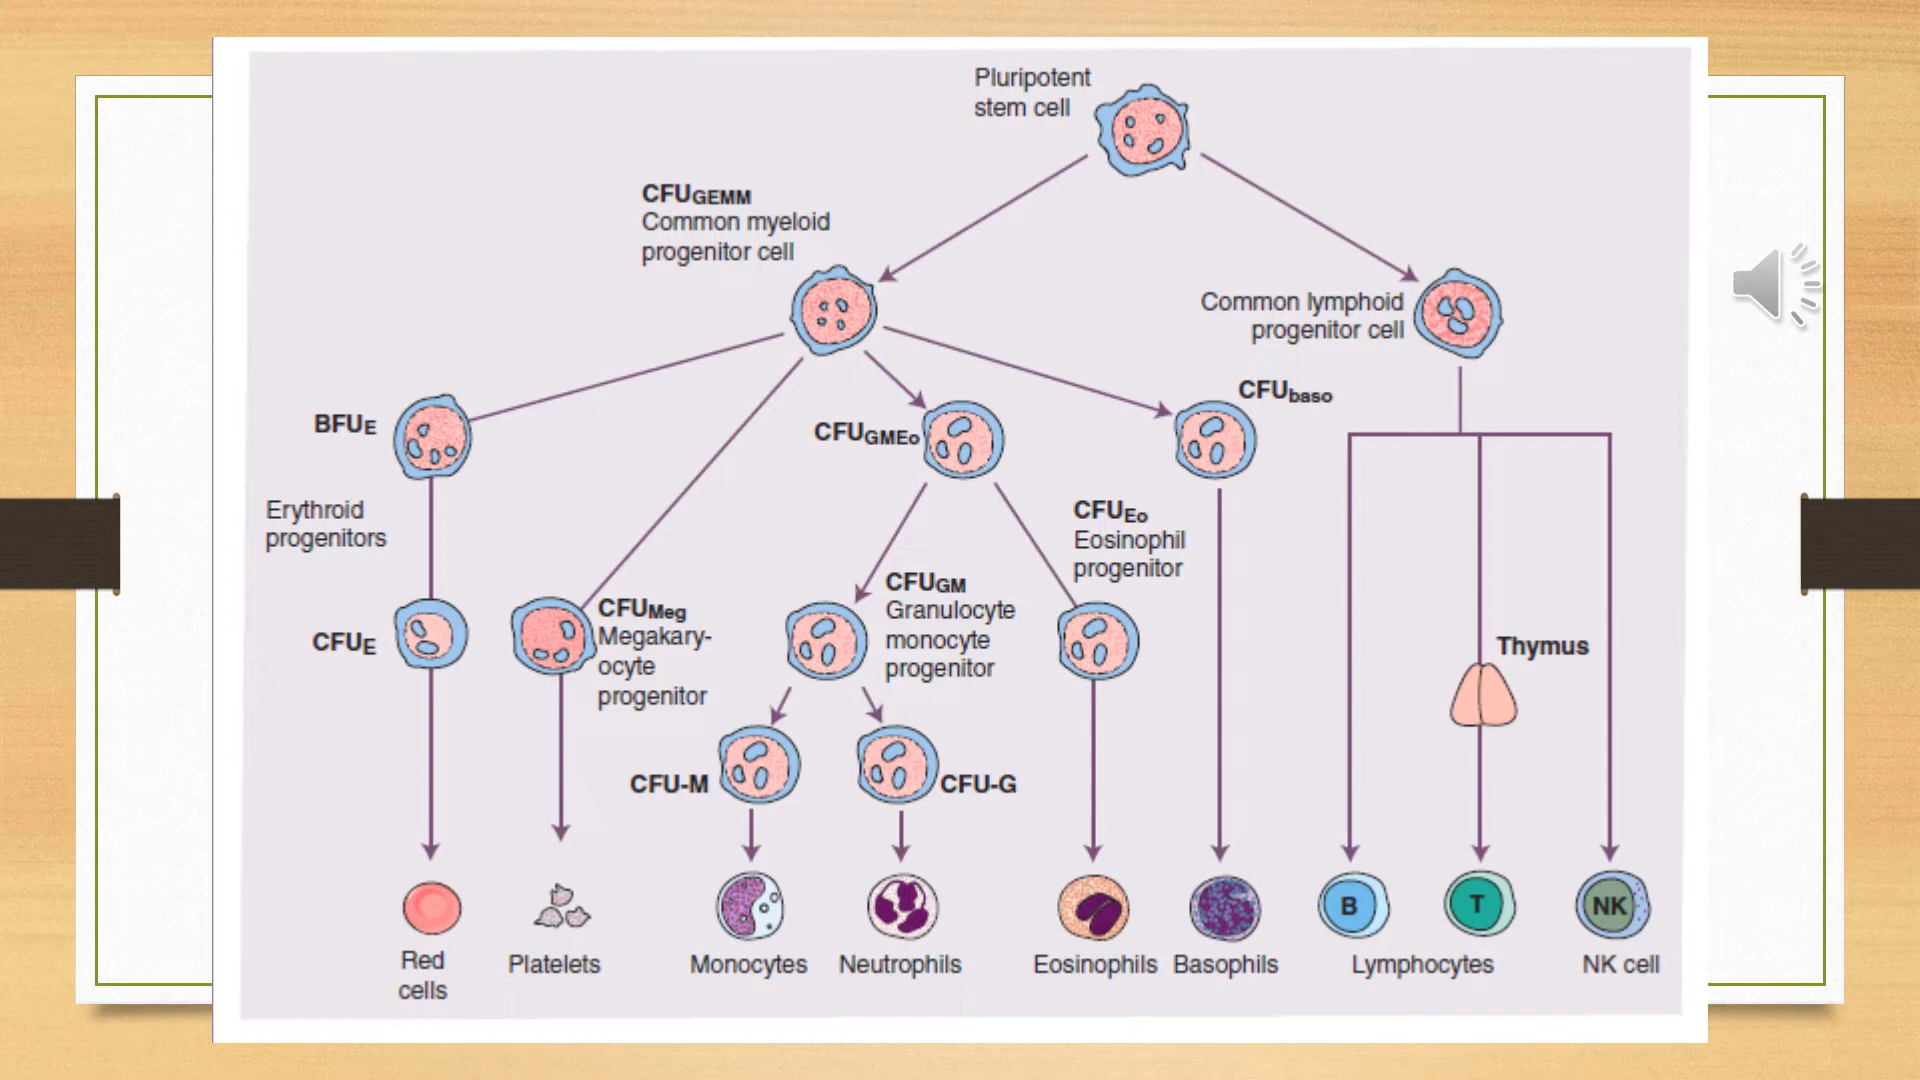 Pluripotent
stem cell
CFUGEMM
Common myeloid
progenitor cell
Common lymphoid
progenitor cell
BFUE
CFUGMEo
CFUbaso
Erythroid
progenitors
CFUE
CFUMeg
Megakary-
ocyte
progenitor
CFUGM
Granulocyte
monocyte
progenitor
CFUEo
Eosinophil
progenitor
Thymus
CFU-M
CFU-G
B
T
NK
Red
cells
Platelets
Monocytes
Neutrophils
Eosinophils
Basophils
Lymphocytes
NK cell